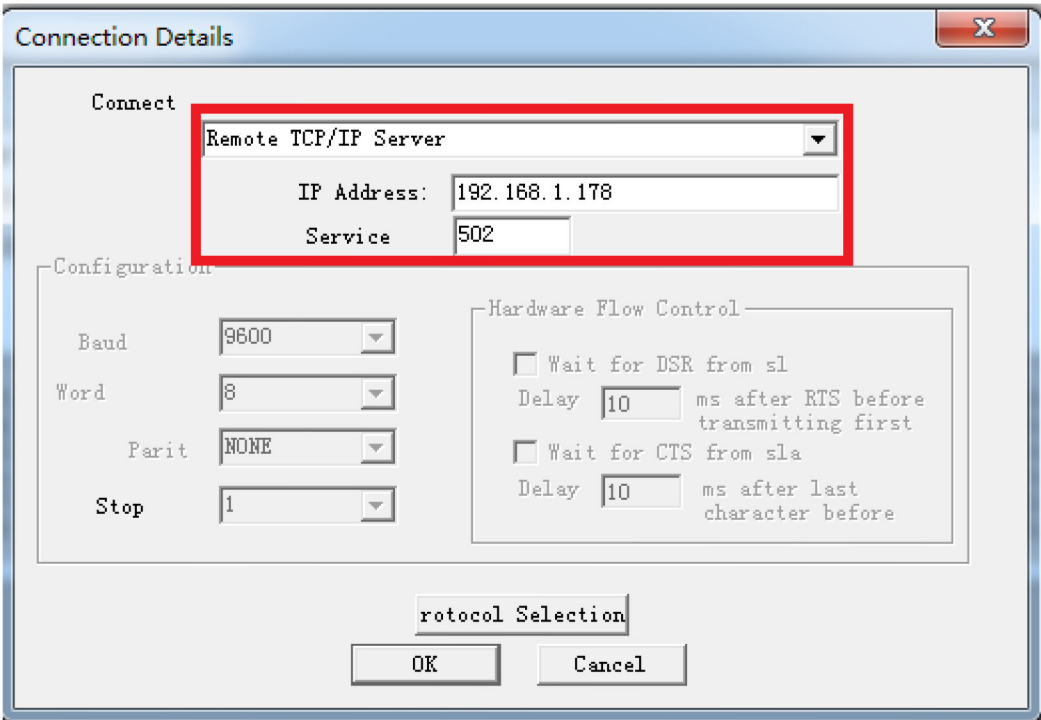 Connection Details
Connect
Remote TCP/IP Server
IP Address: 192.168.1.178
Service 502
Configuration
Baud 9600
Word 8
Parit NONE
Stop 1
Hardware Flow Control
Wait for DSR from sl
Delay 10 ms after RTS before
transmitting first
Wait for CTS from sla
Delay 10 ms after last
character before
rotocol Selection
OK Cancel